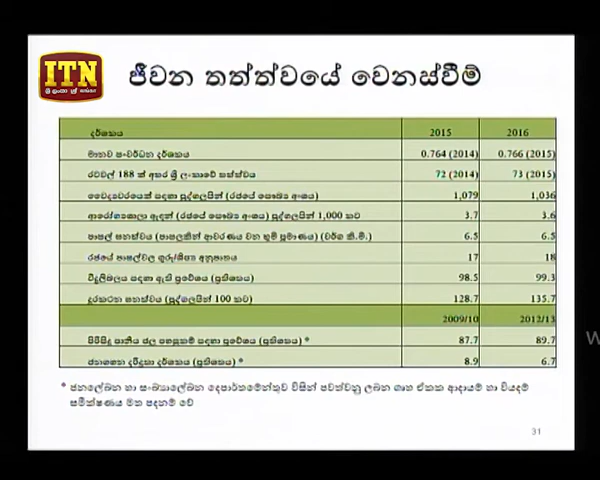 ITN
ජීවන තත්ත්වයේ වෙනස්වීම්
දර්ශකය 2015 2016
මානව සංවර්ධන දර්ශකය 0.764 (2014) 0.766 (2015)
රටවල් 188 ක් අතර ශ්‍රී ලංකාවේ තත්ත්වය 72 (2014) 73 (2015)
වෛද්‍යවරයෙක් සඳහා පුද්ගලයින් (රජයේ සෞඛ්‍ය අංශය) 1,079 1,036
ආරෝග්‍යශාලා ඇඳන් (රජයේ සෞඛ්‍ය අංශය) පුද්ගලයින් 1,000 කට 3.7 3.6
පාසල් ඝනත්වය (පාසලකින් ආවරණය වන භූමි ප්‍රමාණය) (වර්ග කි.මී.) 6.5 6.5
රජයේ පාසල්වල ගුරු/ශිෂ්‍ය අනුපාතය 17 18
විදුලිබලය සඳහා ඇති ප්‍රවේශය (ප්‍රතිශතය) 98.5 99.3
දුරකථන ඝනත්වය (පුද්ගලයින් 100 කට) 128.7 135.7
2009/10 2012/13
පිරිසිදු පානීය ජල පහසුකම් සඳහා ප්‍රවේශය (ප්‍රතිශතය) * 87.7 89.7
ජනගහන දරිද්‍රතා දර්ශකය (ප්‍රතිශතය) * 8.9 6.7
* ජනලේඛන හා සංඛ්‍යාලේඛන දෙපාර්තමේන්තුව විසින් පවත්වනු ලබන ගෘහ ඒකක ආදායම් හා වියදම්
සමීක්ෂණය මත පදනම් වේ
31